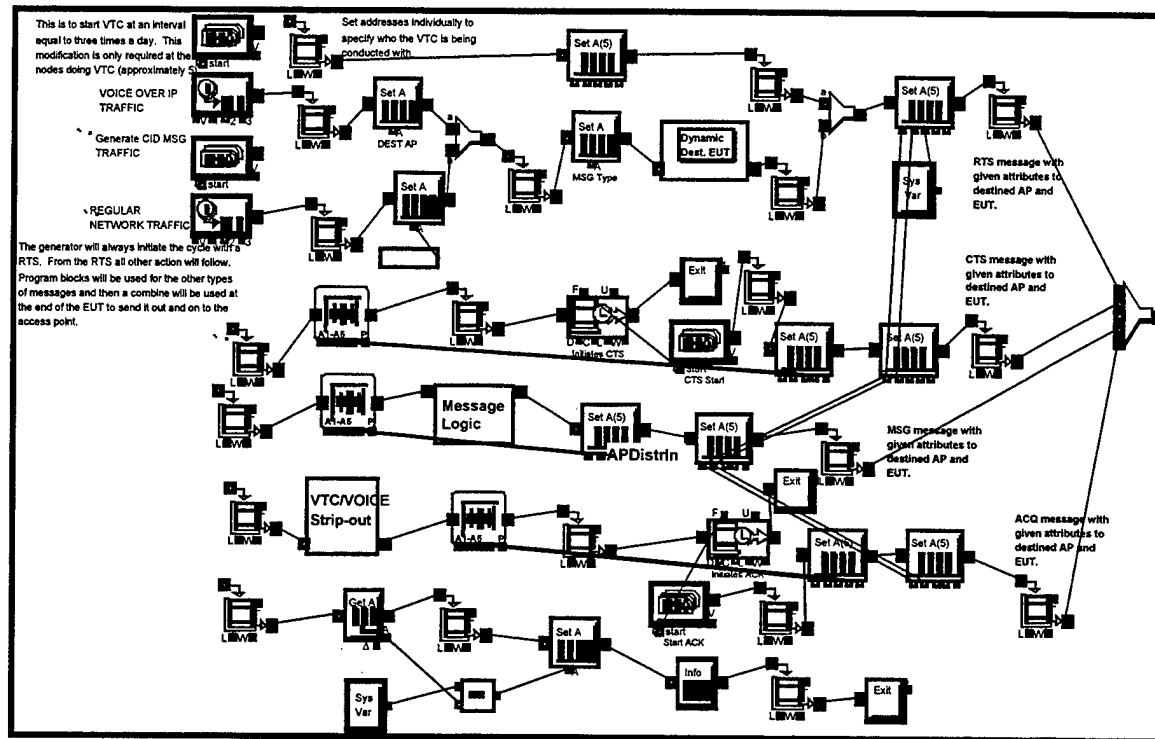 This is to start VTC at an interval
equal to three times a day. This
modification is only required at the
nodes doing VTC (approximately 5)
start
V
Set addresses individually to
specify who the VTC is being
conducted with
L W
Set A(5)
L W
a
Set A(5)
L W
VOICE OVER IP
TRAFFIC
V 2 3
L W
Set A
A
DEST AP
a
Generate CID MSG
TRAFFIC
start
V
L W
Set A
A
MSG Type
Dynamic
Dest. EUT
L W
RTS message with
given attributes to
destined AP and
EUT.
Sys
Var
REGULAR
NETWORK TRAFFIC
V 2 3
L W
Set A
A
The generator will always initiate the cycle with a
RTS. From the RTS all other action will follow.
Program blocks will be used for the other types
of messages and then a combine will be used at
the end of the EUT to send it out and on to the
access point.
L W
A1-A5 P
L W
F U
D C L W
Initiates CTS
Exit
Start
CTS Start
V
L W
Set A(5)
Set A(5)
L W
CTS message with
given attributes to
destined AP and
EUT.
L W
A1-A5 P
Message
Logic
Set A(5)
APDistrIn
Set A(5)
L W
MSG message with
given attributes to
destined AP and
EUT.
L W
VTC/VOICE
Strip-out
A1-A5 P
L W
F U
D C L W
Initiates ACK
Exit
start
Start ACK
V
L W
Set A(5)
Set A(5)
L W
ACQ message with
given attributes to
destined AP and
EUT.
L W
Get A
A
L W
Set A
A
Info
L W
Exit
Sys
Var